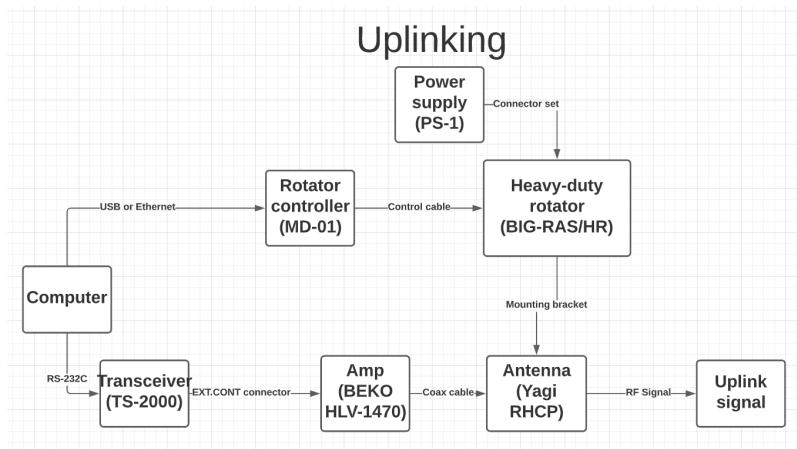 Uplinking
Power
supply
(PS-1)
Connector set
Rotator
controller
(MD-01)
USB or Ethernet
Control cable
Heavy-duty
rotator
(BIG-RAS/HR)
Computer
Mounting bracket
RS-232C
Transceiver
(TS-2000)
EXT.CONT connector
Amp
(BEKO
HLV-1470)
Coax cable
Antenna
(Yagi
RHCP)
RF Signal
Uplink
signal